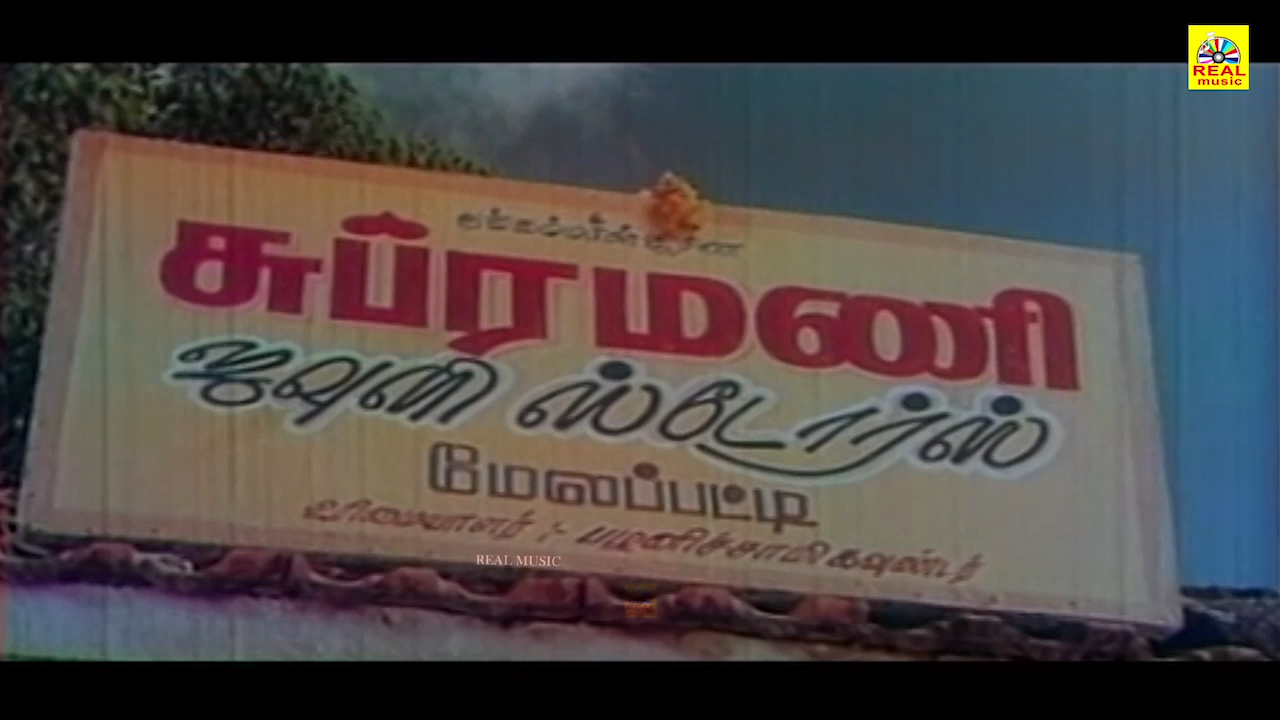 REAL
music
சுப்ரமணி
ஜவுளி ஸ்டோர்ஸ்
மேலப்பட்டி
உரிமையாளர் :- பழனிச்சாமி கவுண்டர்
REAL MUSIC